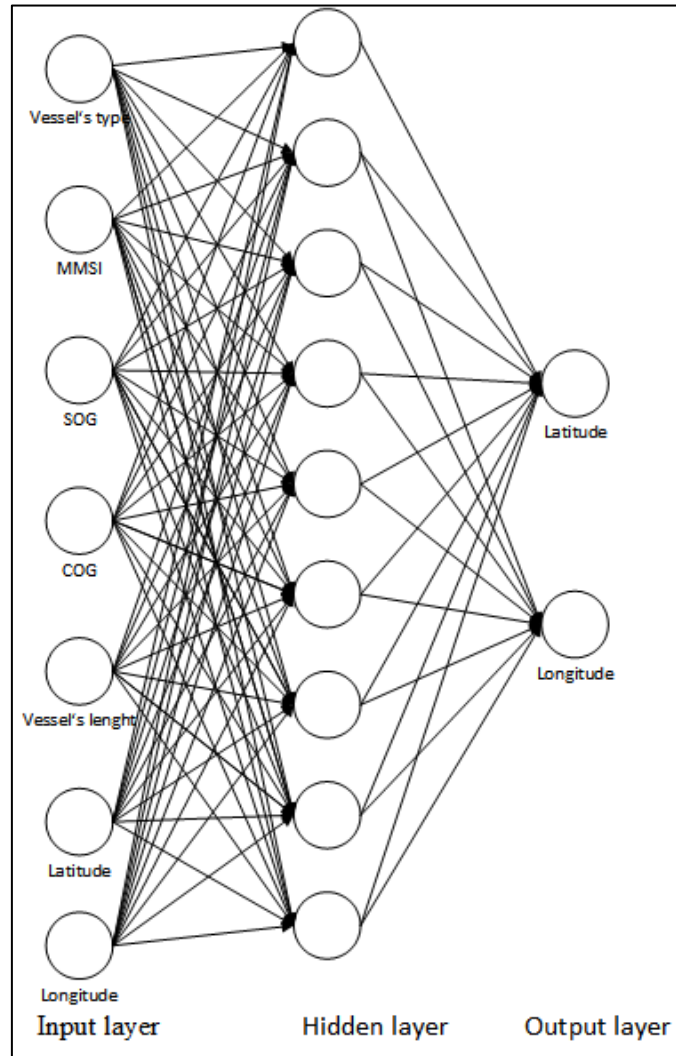 Vessel‘s type
MMSI
SOG
COG
Vessel‘s lenght
Latitude
Longitude
Latitude
Longitude
Input layer
Hidden layer
Output layer